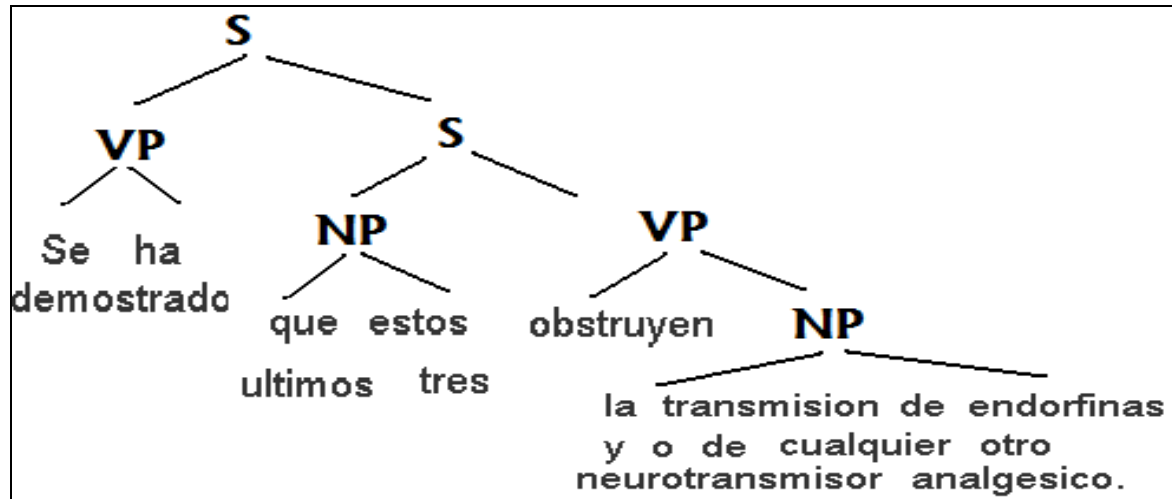 S
VP S
Se ha
demostrado
NP VP
que estos
ultimos tres
obstruyen
NP
la transmision de endorfinas
y o de cualquier otro
neurotransmisor analgesico.